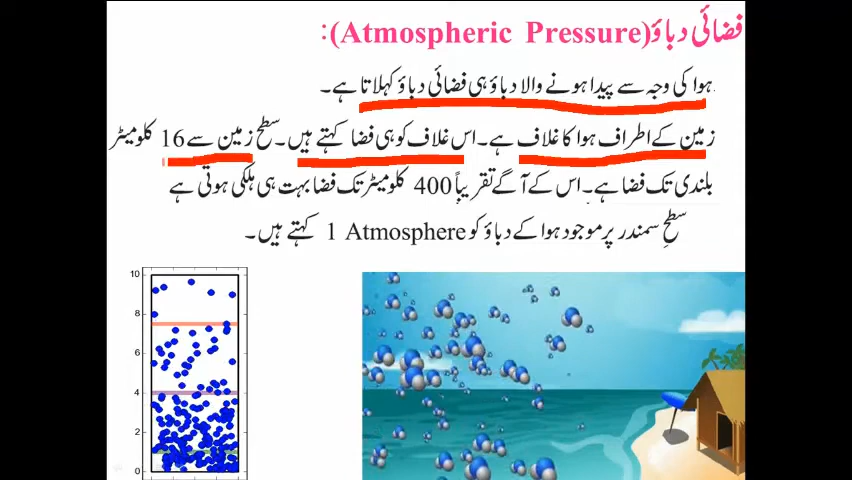 فضائی دباؤ(Atmospheric Pressure):
ہوا کی وجہ سے پیدا ہونے والا دباؤ ہی فضائی دباؤ کہلاتا ہے۔
زمین کے اطراف ہوا کا غلاف ہے۔ اس غلاف کو ہی فضا کہتے ہیں۔ سطح زمین سے 16 کلومیٹر
بلندی تک فضا ہے۔ اس کے آگے تقریباً 400 کلومیٹر تک فضا بہت ہی ہلکی ہوتی ہے
سطحِ سمندر پر موجود ہوا کے دباؤ کو 1 Atmosphere کہتے ہیں۔
10
8
6
4
2
0